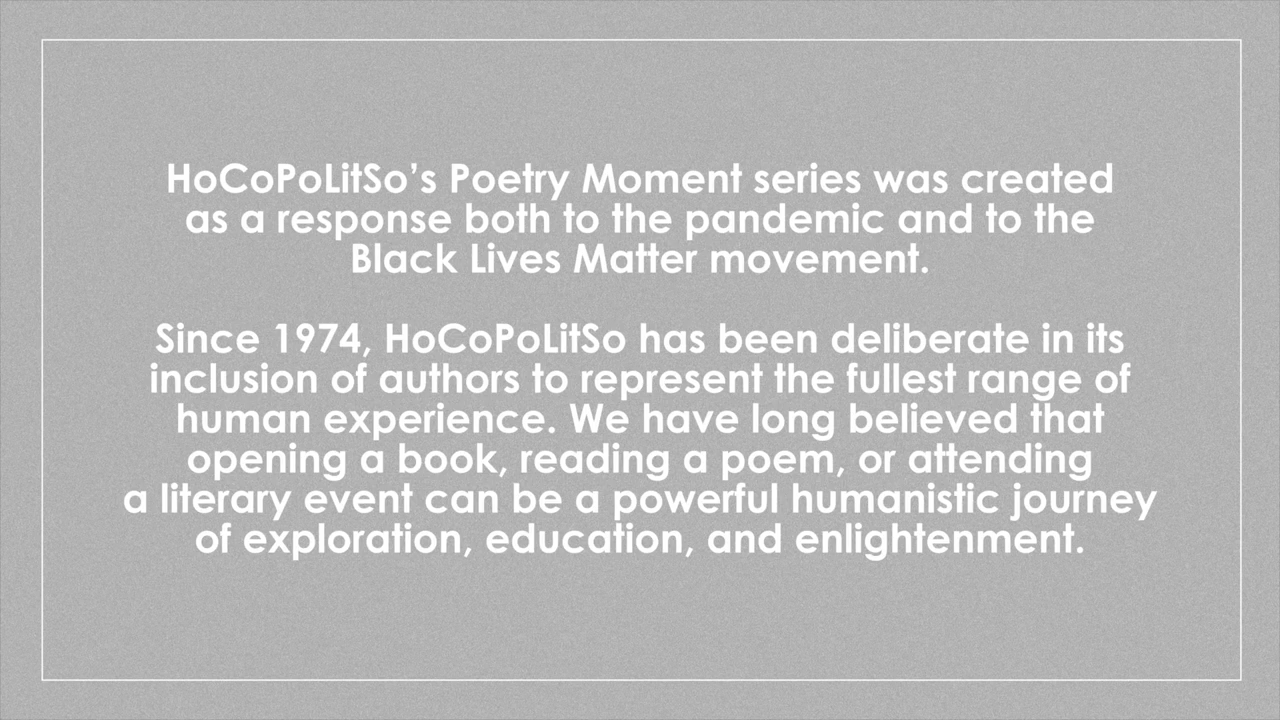 HoCoPoLitSo’s Poetry Moment series was created
as a response both to the pandemic and to the
Black Lives Matter movement.
Since 1974, HoCoPoLitSo has been deliberate in its
inclusion of authors to represent the fullest range of
human experience. We have long believed that
opening a book, reading a poem, or attending
a literary event can be a powerful humanistic journey
of exploration, education, and enlightenment.